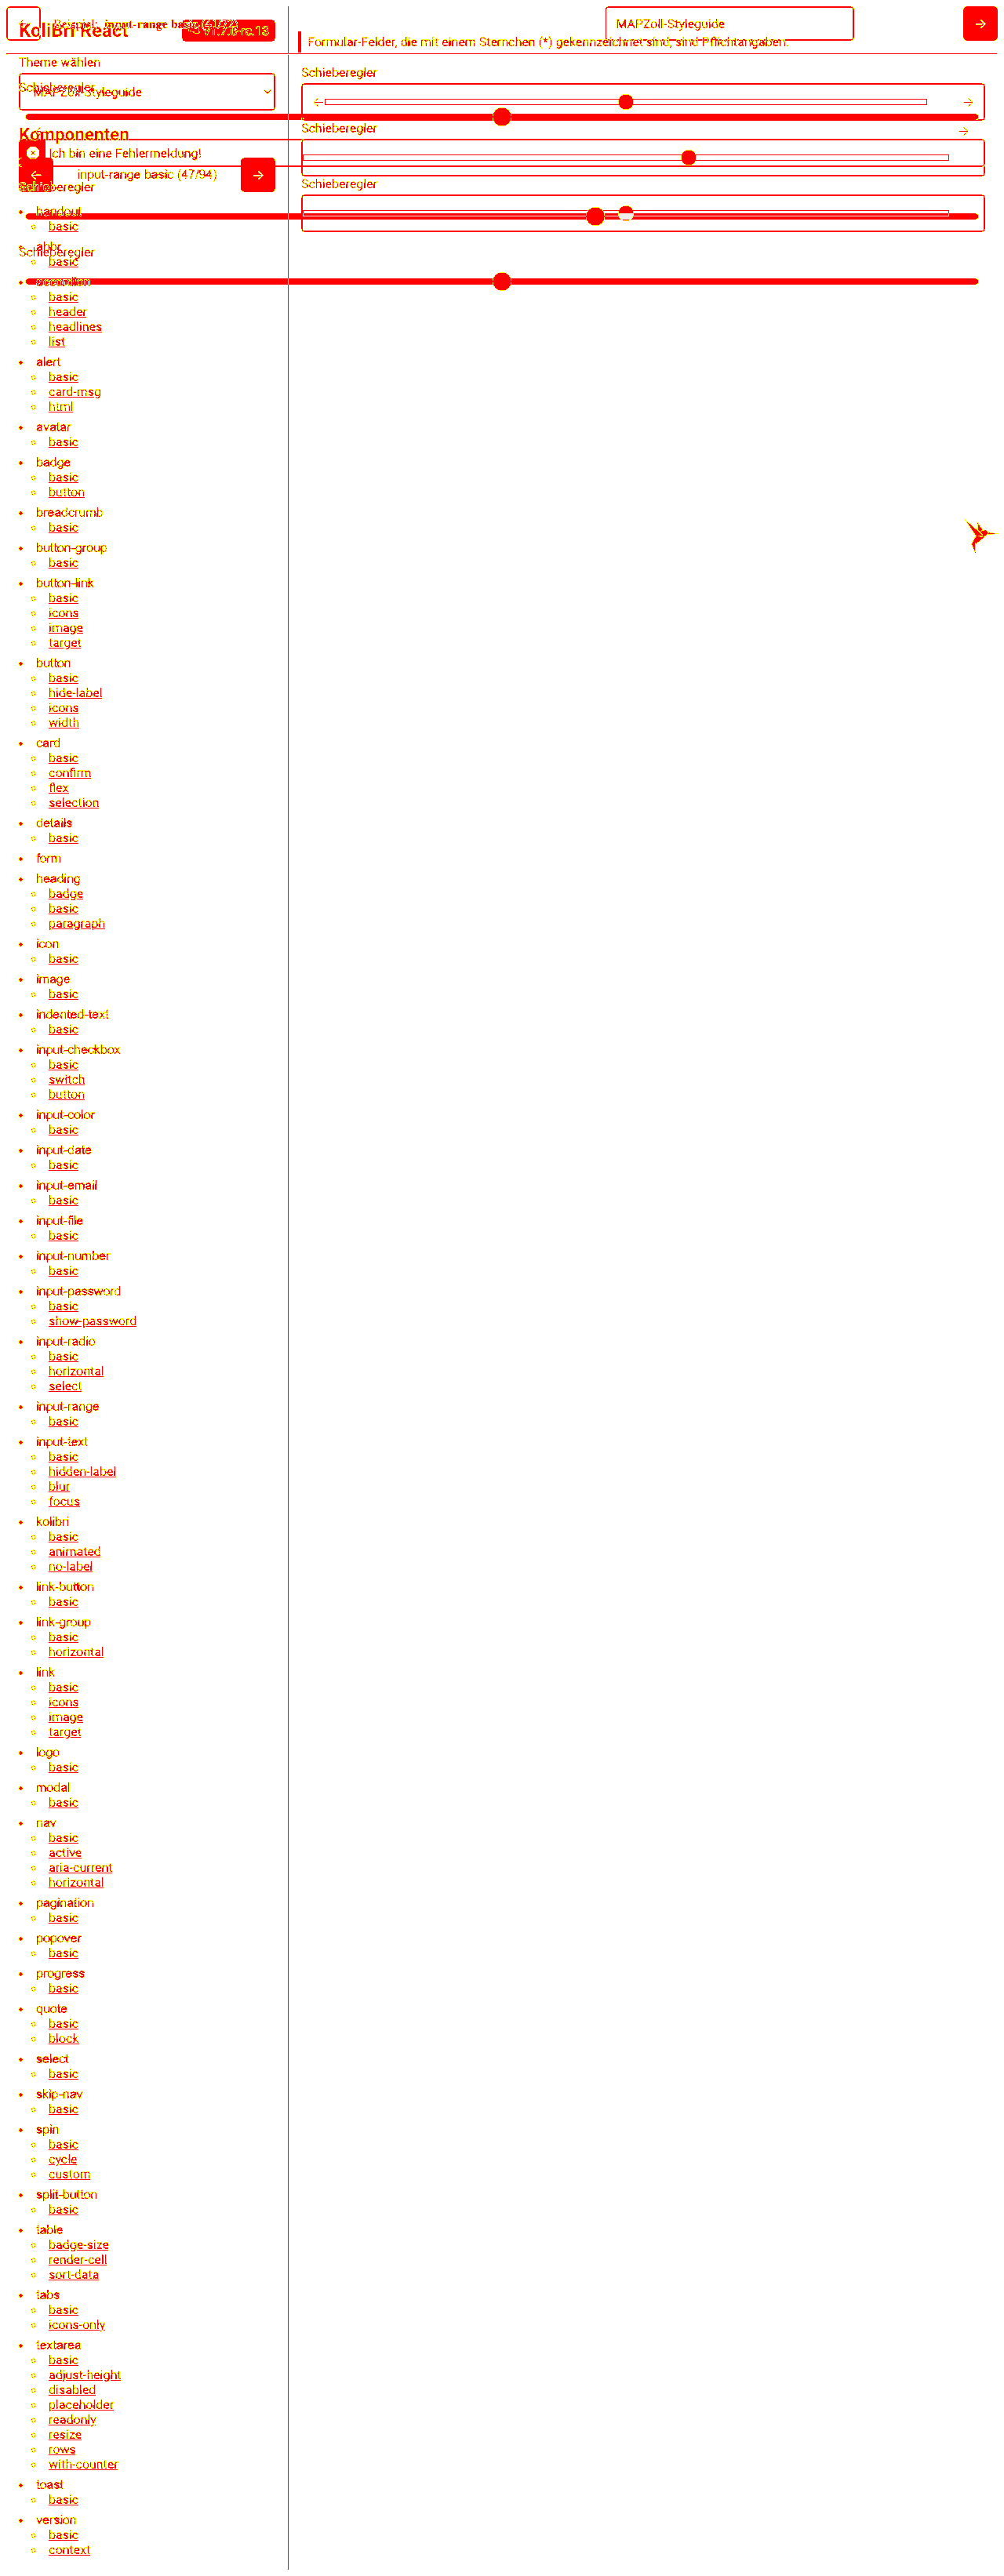 KoliBri React
Beispiel: input-range basic
MAPZoll-Styleguide
Formular-Felder, die mit einem Sternchen (*) gekennzeichnet sind, sind Pflichtangaben.
Theme wählen
Schieberegler
Schieberegler
MAPZoll-Styleguide
Schieberegler
Komponenten
Ich bin eine Fehlermeldung!
input-range basic (47/94)
Schieberegler
Schieberegler
handout
basic
abbr
basic
Schieberegler
accordion
basic
header
headlines
list
alert
basic
card-msg
html
avatar
basic
badge
basic
button
breadcrumb
basic
button-group
basic
button-link
basic
icons
image
target
button
basic
hide-label
icons
width
card
basic
confirm
flex
selection
details
basic
form
heading
badge
basic
paragraph
icon
basic
image
basic
indented-text
basic
input-checkbox
basic
switch
button
input-color
basic
input-date
basic
input-email
basic
input-file
basic
input-number
basic
input-password
basic
show-password
input-radio
basic
horizontal
select
input-range
basic
input-text
basic
hidden-label
blur
focus
kolibri
basic
animated
no-label
link-button
basic
link-group
basic
horizontal
link
basic
icons
image
target
logo
basic
modal
basic
nav
basic
active
aria-current
horizontal
pagination
basic
popover
basic
progress
basic
quote
basic
block
select
basic
skip-nav
basic
spin
basic
cycle
custom
split-button
basic
table
badge-size
render-cell
sort-data
tabs
basic
icons-only
textarea
basic
adjust-height
disabled
placeholder
readonly
resize
rows
with-counter
toast
basic
version
basic
context